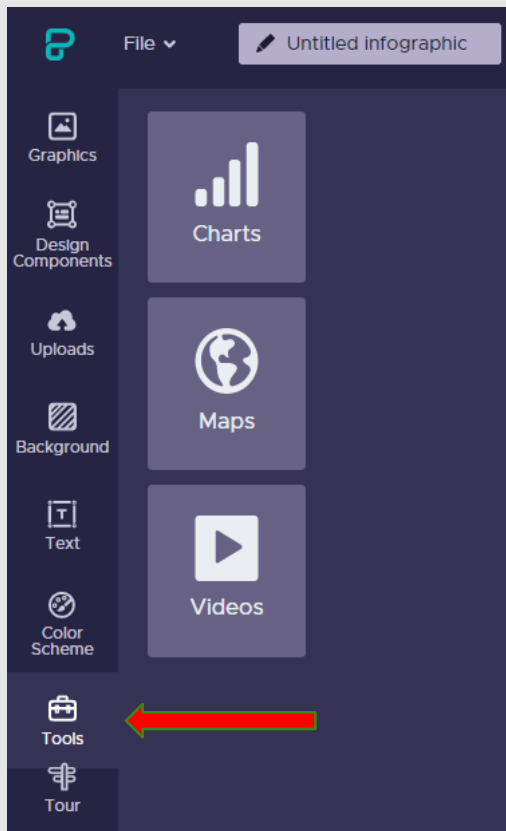 File
Untitled infographic
Graphics
Design
Components
Uploads
Background
Text
Color
Scheme
Tools
Tour
Charts
Maps
Videos